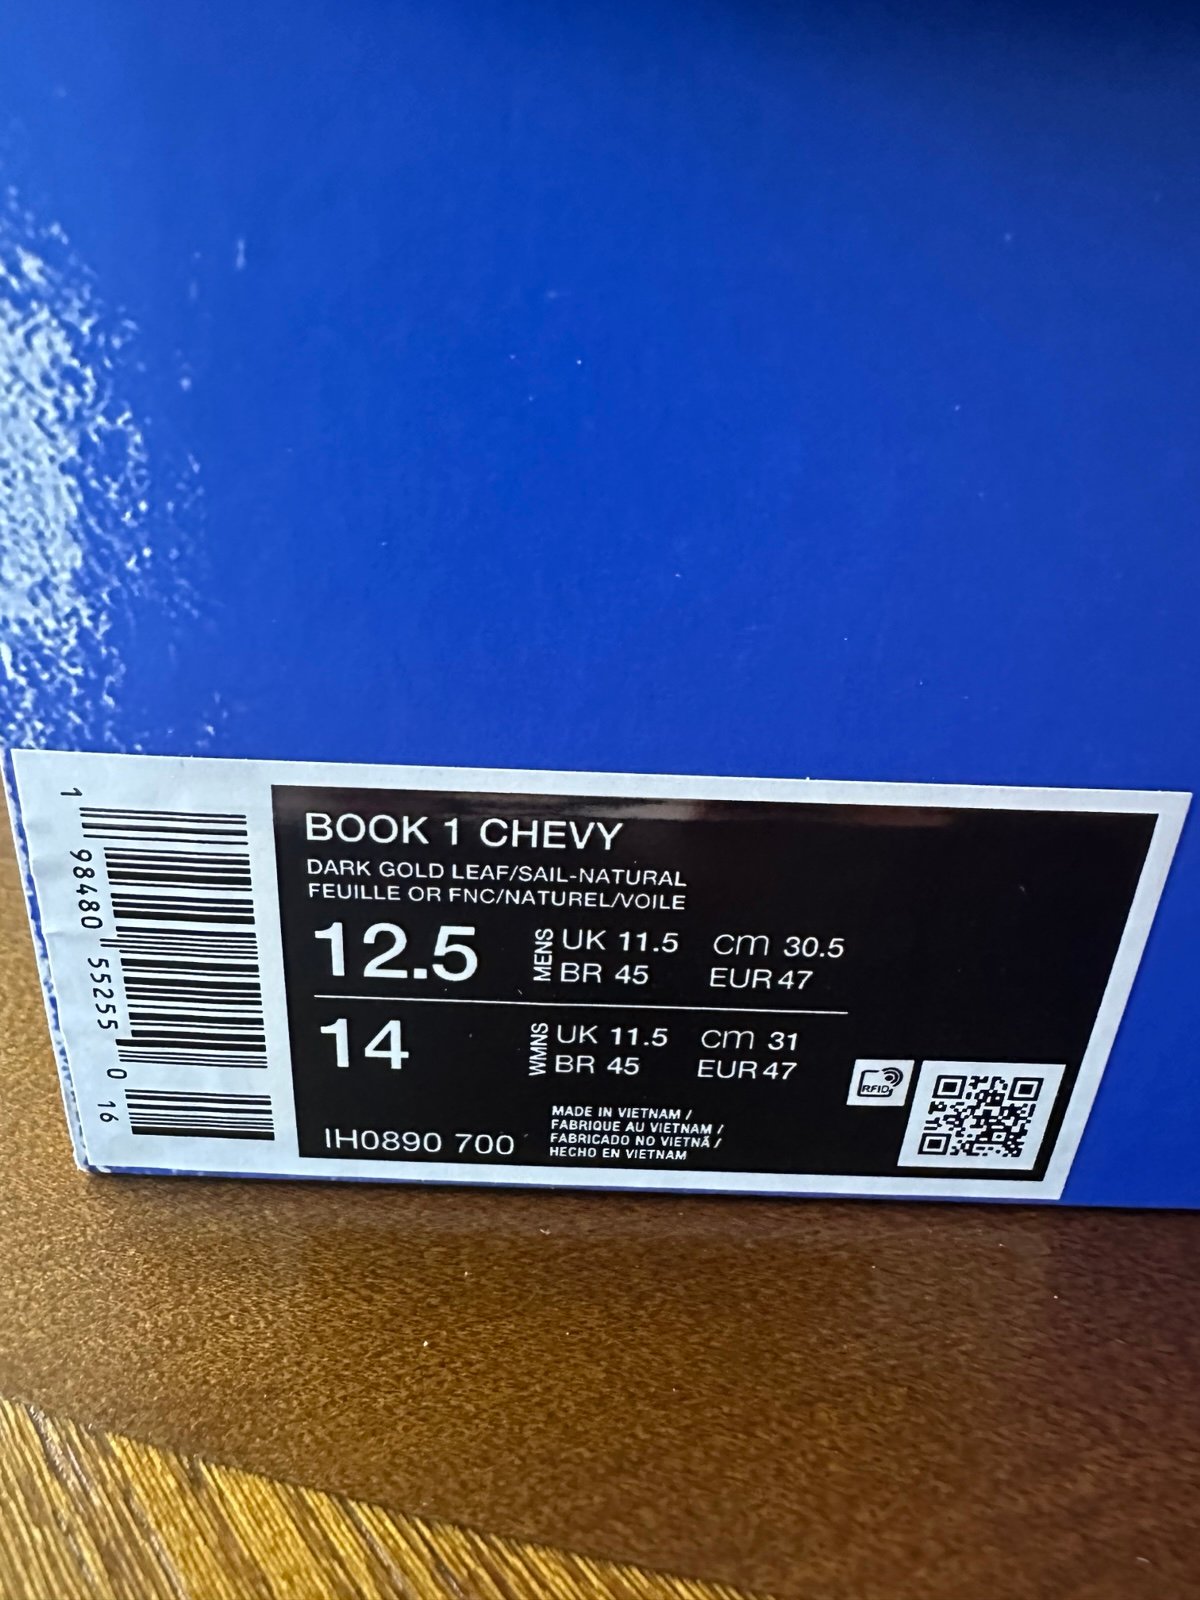 1 98480 55255 0 16
BOOK 1 CHEVY
DARK GOLD LEAF/SAIL-NATURAL
FEUILLE OR FNC/NATUREL/VOILE
12.5 MENS UK 11.5 cm 30.5
BR 45 EUR 47
14 WMNS UK 11.5 cm 31
BR 45 EUR 47
RFID
IH0890 700
MADE IN VIETNAM /
FABRIQUE AU VIETNAM /
FABRICADO NO VIETNÃ /
HECHO EN VIETNAM